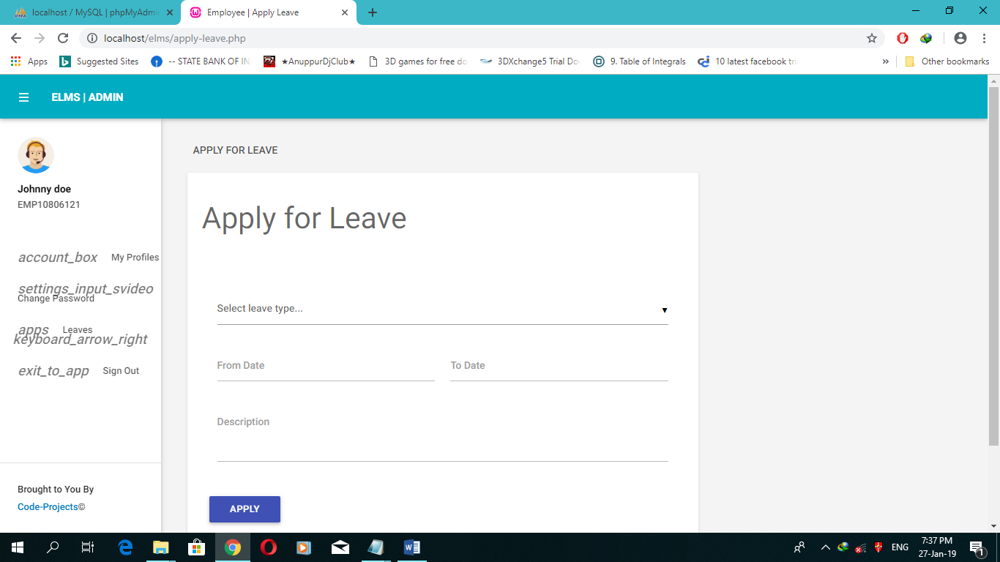 localhost / MySQL | phpMyAdmin
Employee | Apply Leave
localhost/elms/apply-leave.php
Apps
Suggested Sites
-- STATE BANK OF IN
★AnuppurDjClub★
3D games for free do
3DXchange5 Trial Do
9. Table of Integrals
10 latest facebook tri
»
Other bookmarks
ELMS | ADMIN
Johnny doe
EMP10806121
account_box My Profiles
settings_input_svideo
Change Password
apps Leaves
keyboard_arrow_right
exit_to_app Sign Out
Brought to You By
Code-Projects©
APPLY FOR LEAVE
Apply for Leave
Select leave type...
From Date
To Date
Description
APPLY
ENG
7:37 PM
27-Jan-19
1